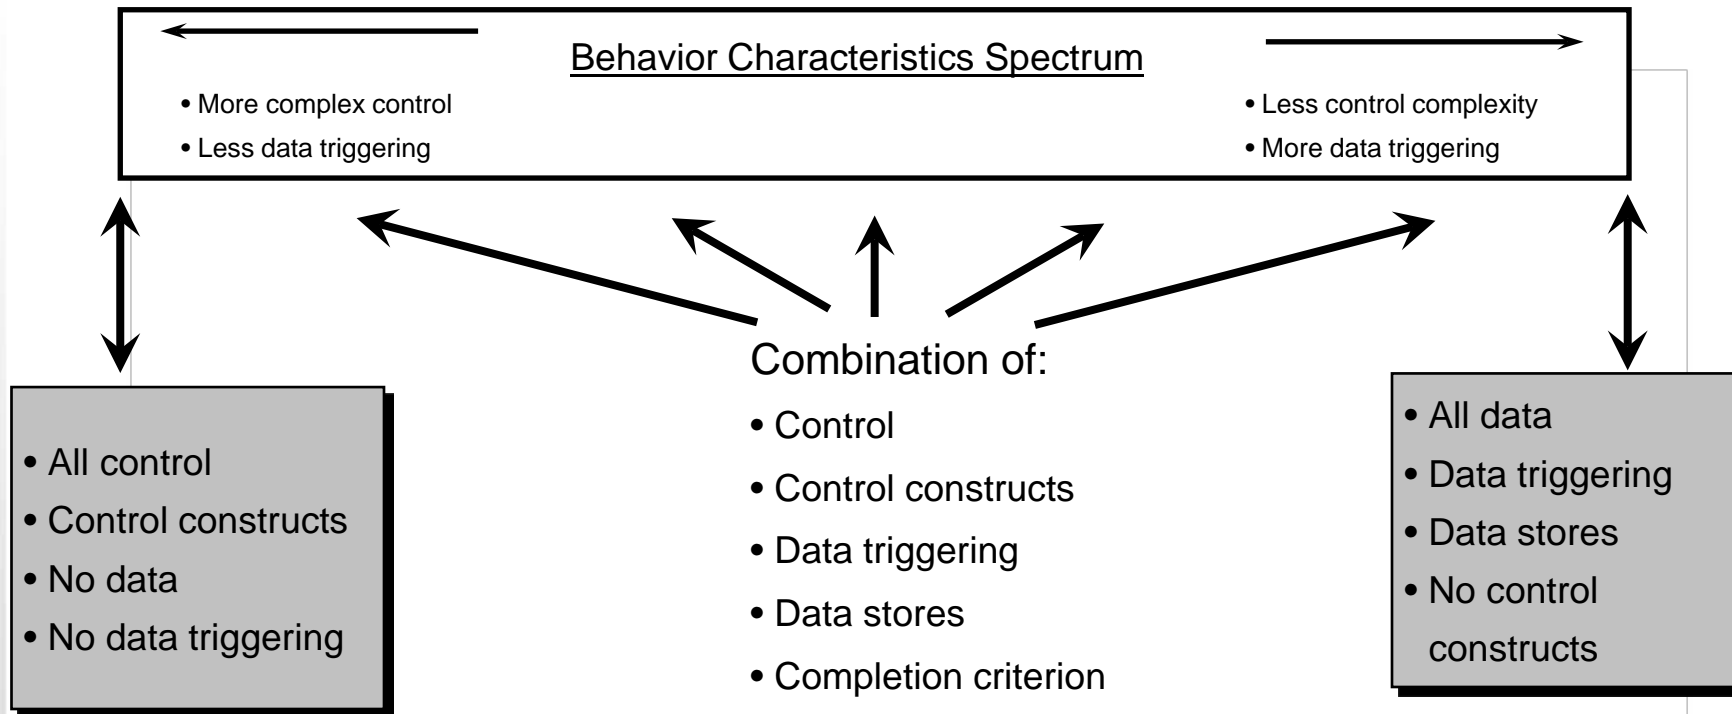 Behavior Characteristics Spectrum
• More complex control
• Less data triggering
• Less control complexity
• More data triggering
• All control
• Control constructs
• No data
• No data triggering
Combination of:
• Control
• Control constructs
• Data triggering
• Data stores
• Completion criterion
• All data
• Data triggering
• Data stores
• No control
constructs